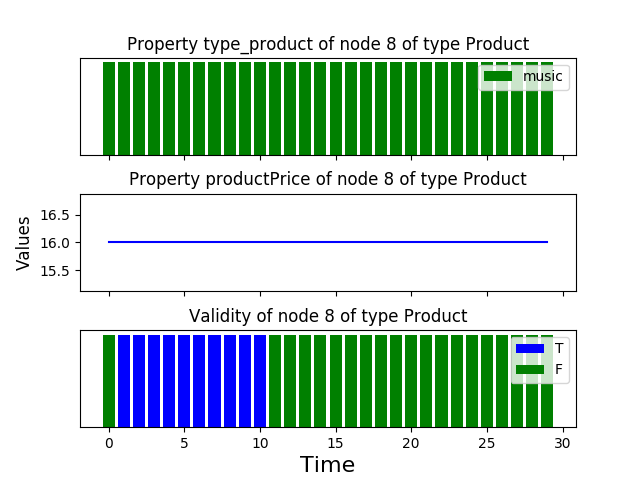 Property type_product of node 8 of type Product
music
Property productPrice of node 8 of type Product
Values
16.5
16.0
15.5
Validity of node 8 of type Product
T
F
0 5 10 15 20 25 30
Time